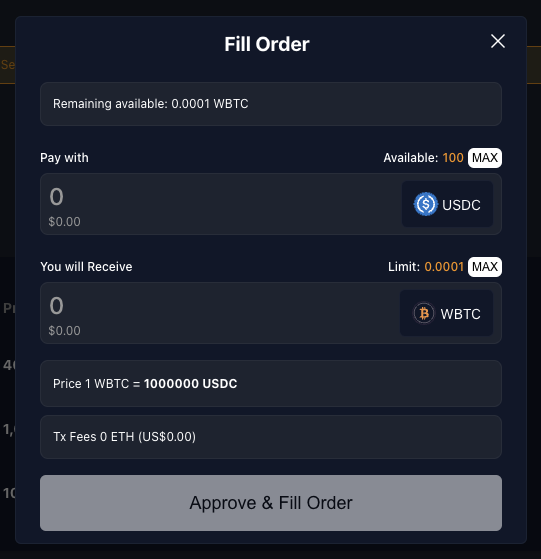 Fill Order
Se
Remaining available: 0.0001 WBTC
Pay with
Available: 100 MAX
0
$0.00
USDC
You will Receive
Limit: 0.0001 MAX
0
$0.00
WBTC
Price 1 WBTC = 1000000 USDC
Tx Fees 0 ETH (US$0.00)
Approve & Fill Order